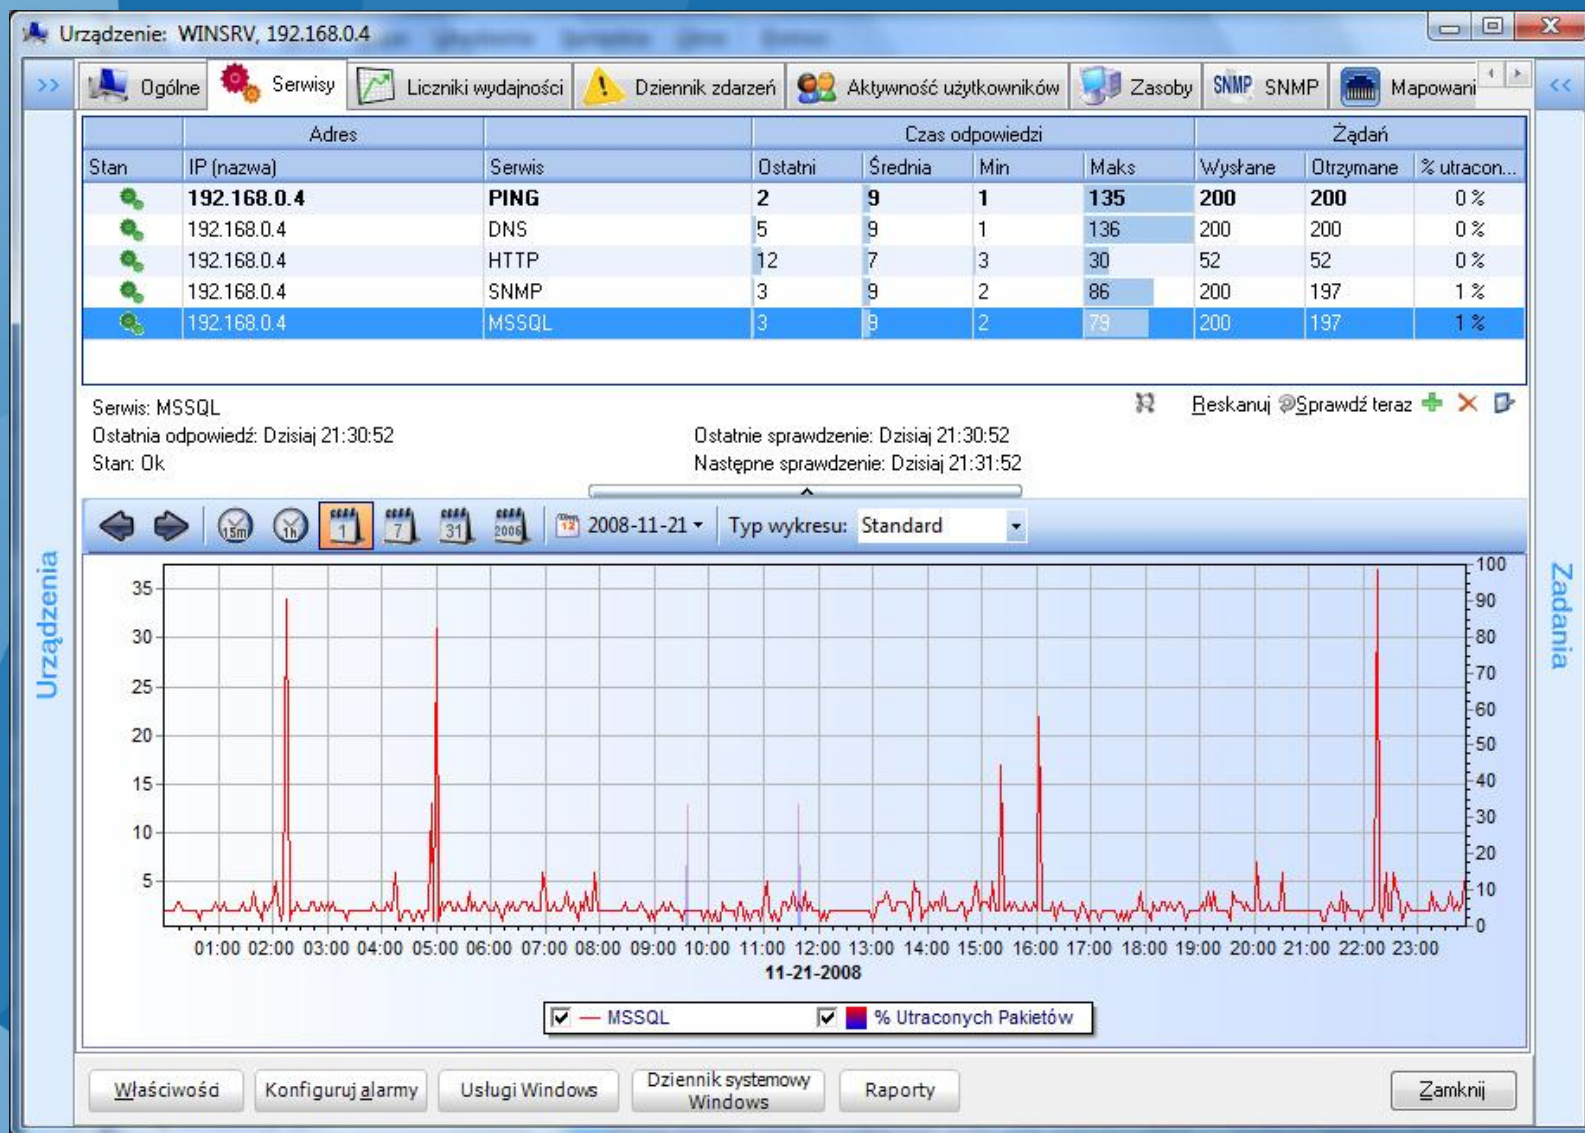 Urządzenie: WINSRV, 192.168.0.4
>> Ogólne Serwisy Liczniki wydajności Dziennik zdarzeń Aktywność użytkowników Zasoby SNMP SNMP Mapowani <<
Adres Czas odpowiedzi Żądań
Stan IP (nazwa) Serwis Ostatni Średnia Min Maks Wysłane Otrzymane % utracon...
192.168.0.4 PING 2 9 1 135 200 200 0 %
192.168.0.4 DNS 5 9 1 136 200 200 0 %
192.168.0.4 HTTP 12 7 3 30 52 52 0 %
192.168.0.4 SNMP 3 9 2 86 200 197 1 %
192.168.0.4 MSSQL 3 9 2 79 200 197 1 %
Serwis: MSSQL
Reskanuj Sprawdź teraz
Ostatnia odpowiedź: Dzisiaj 21:30:52 Ostatnie sprawdzenie: Dzisiaj 21:30:52
Stan: Ok Następne sprawdzenie: Dzisiaj 21:31:52
15m 1h 1 7 31 2006 12 2008-11-21 Typ wykresu: Standard
Urządzenia
Zadania
35
30
25
20
15
10
5
100
90
80
70
60
50
40
30
20
10
0
01:00 02:00 03:00 04:00 05:00 06:00 07:00 08:00 09:00 10:00 11:00 12:00 13:00 14:00 15:00 16:00 17:00 18:00 19:00 20:00 21:00 22:00 23:00
11-21-2008
MSSQL % Utraconych Pakietów
Właściwości Konfiguruj alarmy Usługi Windows Dziennik systemowy Windows Raporty Zamknij